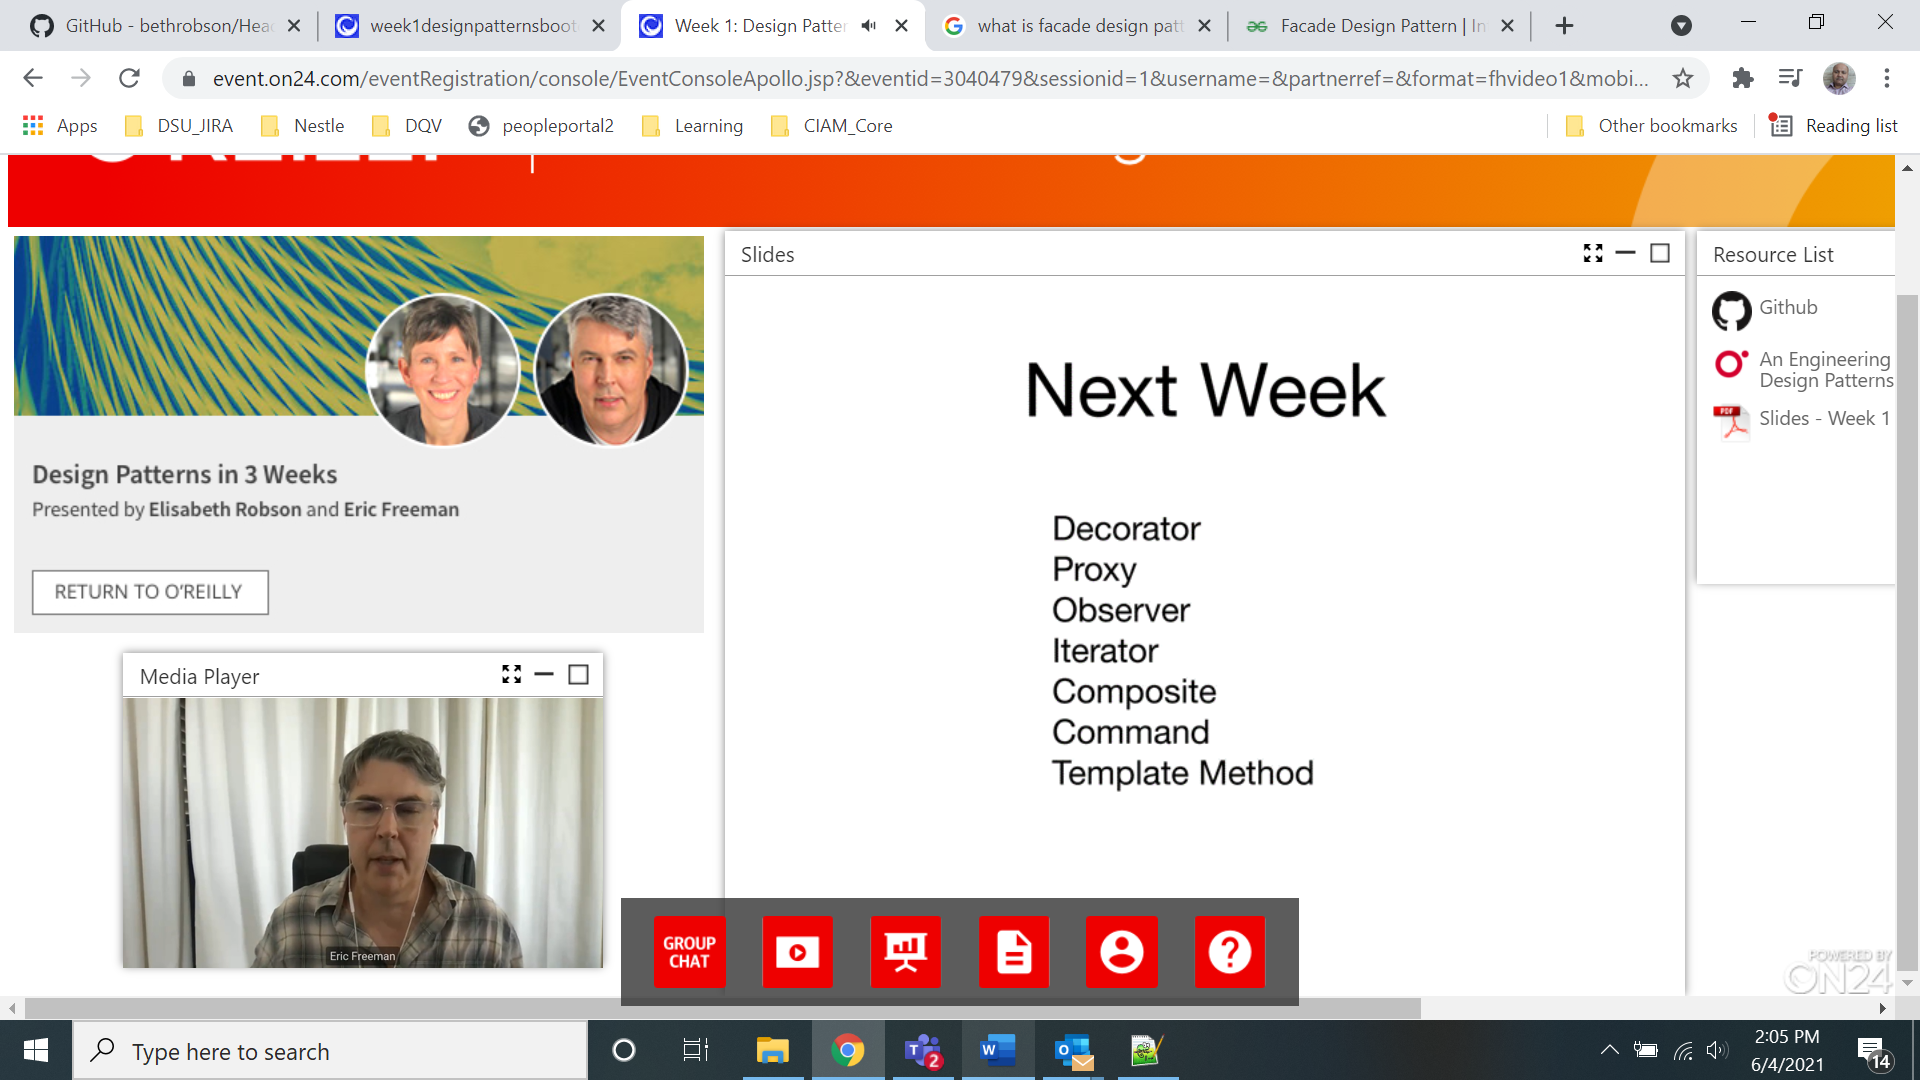 GitHub - bethrobson/Head
week1designpatternsboot
Week 1: Design Patter
what is facade design patt
Facade Design Pattern | In
event.on24.com/eventRegistration/console/EventConsoleApollo.jsp?&eventid=3040479&sessionid=1&username=&partnerref=&format=fhvideo1&mobi...
Apps
DSU_JIRA
Nestle
DQV
peopleportal2
Learning
CIAM_Core
Other bookmarks
Reading list
Design Patterns in 3 Weeks
Presented by Elisabeth Robson and Eric Freeman
RETURN TO O'REILLY
Media Player
Eric Freeman
Slides
Next Week
Decorator
Proxy
Observer
Iterator
Composite
Command
Template Method
Resource List
Github
An Engineering
Design Patterns
PDF
Slides - Week 1
GROUP
CHAT
?
POWERED BY
ON24
Type here to search
T
2
W
O
2:05 PM
6/4/2021
14